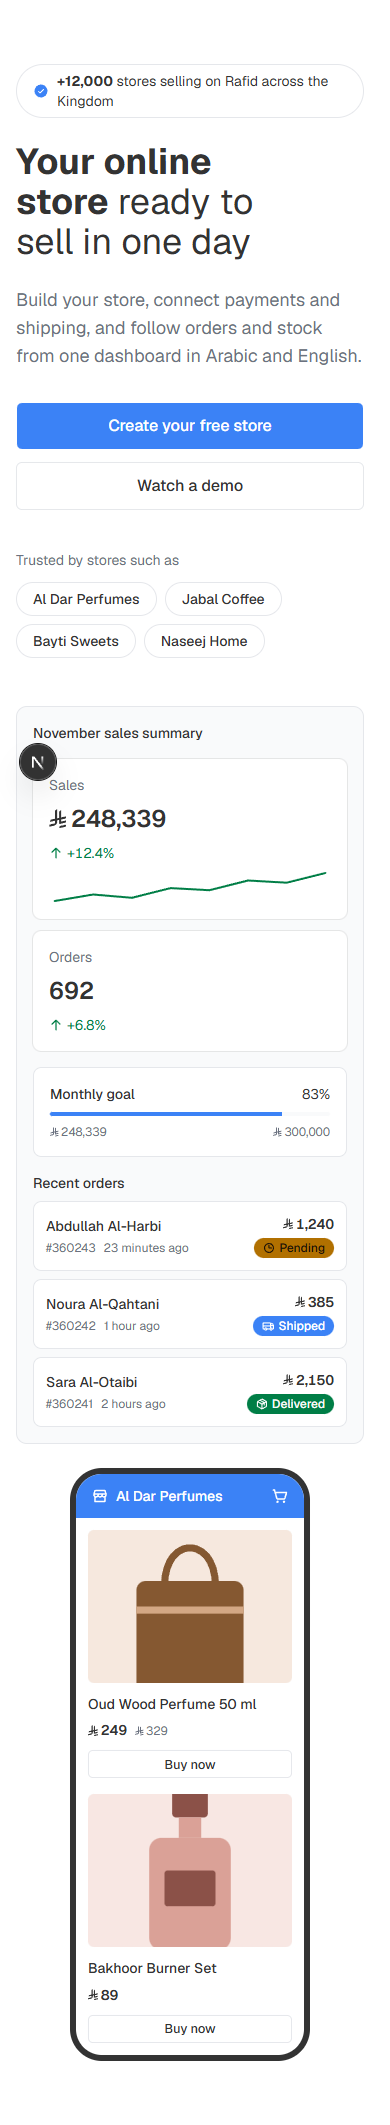 +12,000 stores selling on Rafid across the
Kingdom
Your online
store ready to
sell in one day
Build your store, connect payments and
shipping, and follow orders and stock
from one dashboard in Arabic and English.
Create your free store
Watch a demo
Trusted by stores such as
Al Dar Perfumes
Jabal Coffee
Bayti Sweets
Naseej Home
November sales summary
N
Sales
⃁ 248,339
↑ +12.4%
Orders
692
↑ +6.8%
Monthly goal 83%
⃁ 248,339 ⃁ 300,000
Recent orders
Abdullah Al-Harbi ⃁ 1,240
#360243 23 minutes ago Pending
Noura Al-Qahtani ⃁ 385
#360242 1 hour ago Shipped
Sara Al-Otaibi ⃁ 2,150
#360241 2 hours ago Delivered
Al Dar Perfumes
Oud Wood Perfume 50 ml
⃁ 249 ⃁ 329
Buy now
Bakhoor Burner Set
⃁ 89
Buy now